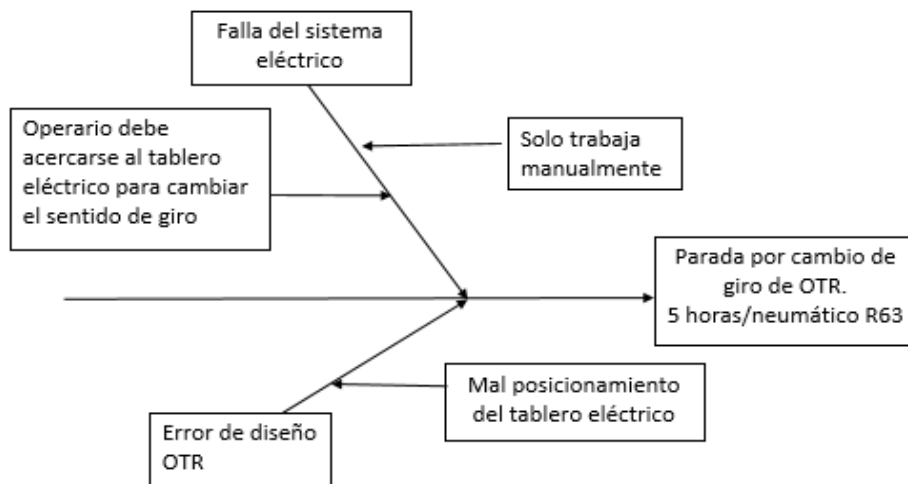 Falla del sistema
eléctrico
Operario debe
acercarse al tablero
eléctrico para cambiar
el sentido de giro
Solo trabaja
manualmente
Parada por cambio de
giro de OTR.
5 horas/neumático R63
Mal posicionamiento
del tablero eléctrico
Error de diseño
OTR